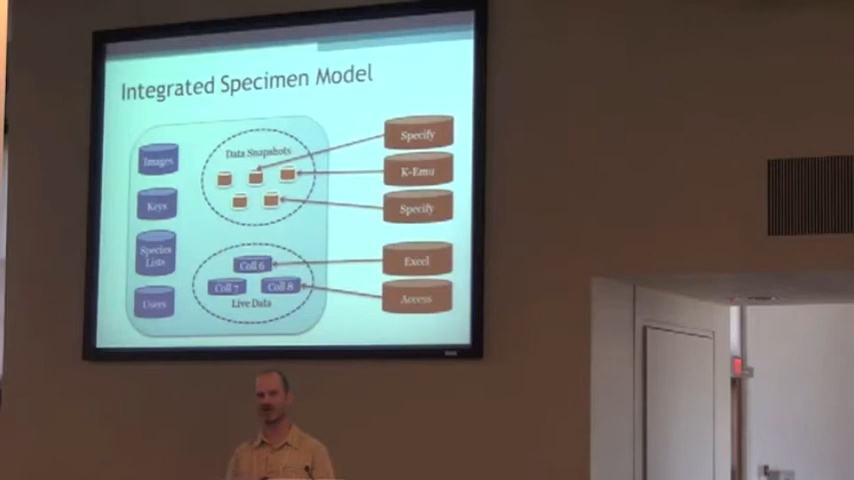 Integrated Specimen Model
Images
Keys
Species
Lists
Users
Data Snapshots
Coll 6
Coll 7
Coll 8
Live Data
Specify
K-Emu
Specify
Excel
Access